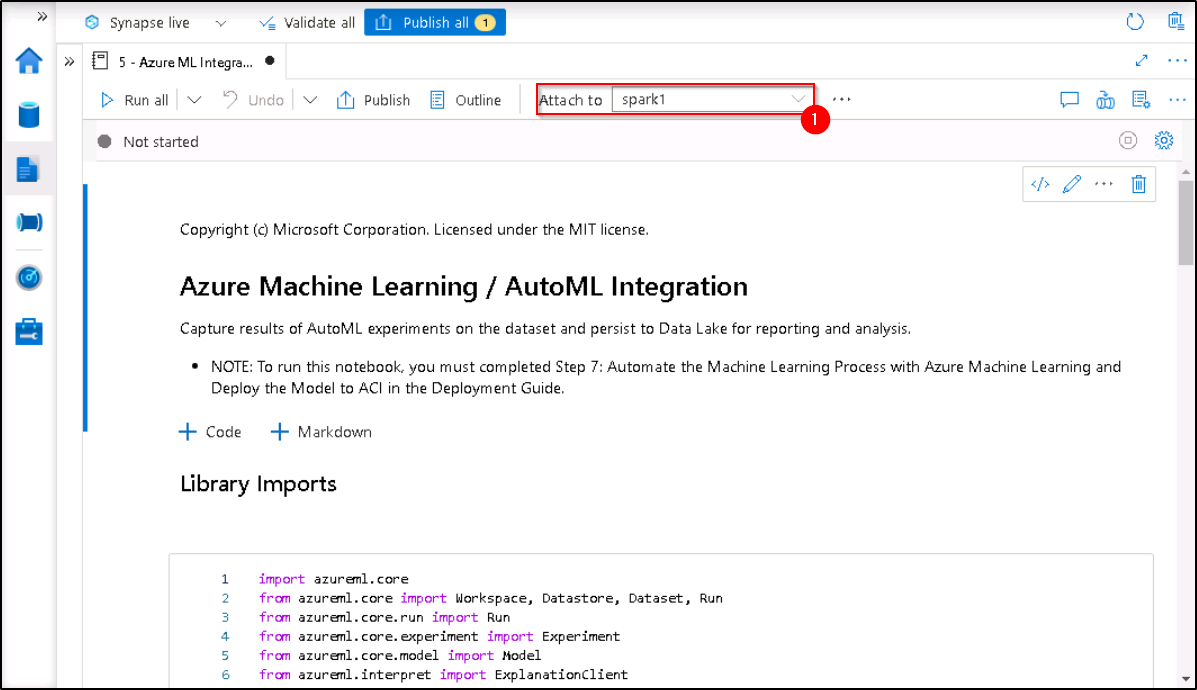 Synapse live
Validate all
Publish all 1
5 - Azure ML Integra...
Run all
Undo
Publish
Outline
Attach to spark1
1
Not started
Copyright (c) Microsoft Corporation. Licensed under the MIT license.
Azure Machine Learning / AutoML Integration
Capture results of AutoML experiments on the dataset and persist to Data Lake for reporting and analysis.
• NOTE: To run this notebook, you must completed Step 7: Automate the Machine Learning Process with Azure Machine Learning and
Deploy the Model to ACI in the Deployment Guide.
+ Code + Markdown
Library Imports
1 import azureml.core
2 from azureml.core import Workspace, Datastore, Dataset, Run
3 from azureml.core.run import Run
4 from azureml.core.experiment import Experiment
5 from azureml.core.model import Model
6 from azureml.interpret import ExplanationClient